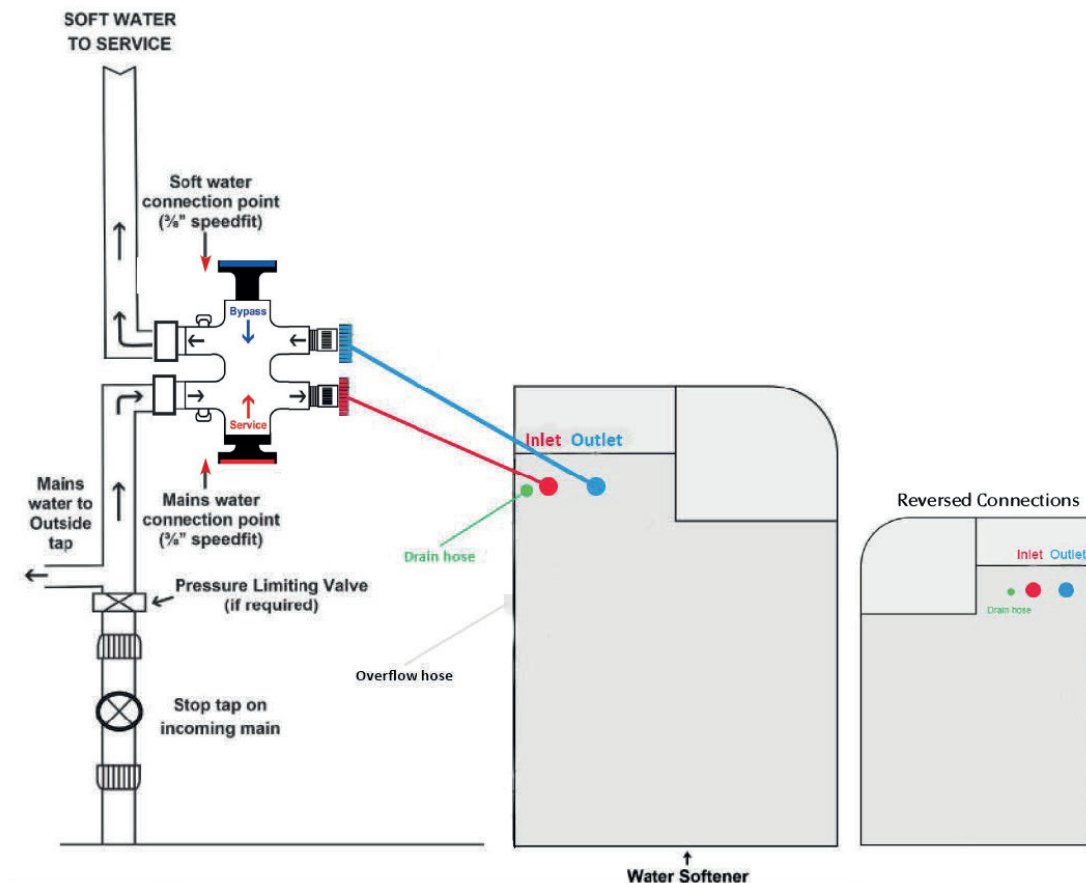 SOFT WATER
TO SERVICE
Soft water
connection point
(⅜" speedfit)
Bypass
Service
Mains
water to
Outside
tap
Mains water
connection point
(⅜" speedfit)
Inlet Outlet
Drain hose
Reversed Connections
Inlet Outlet
Drain hose
Pressure Limiting Valve
(if required)
Overflow hose
Stop tap on
incoming main
Water Softener